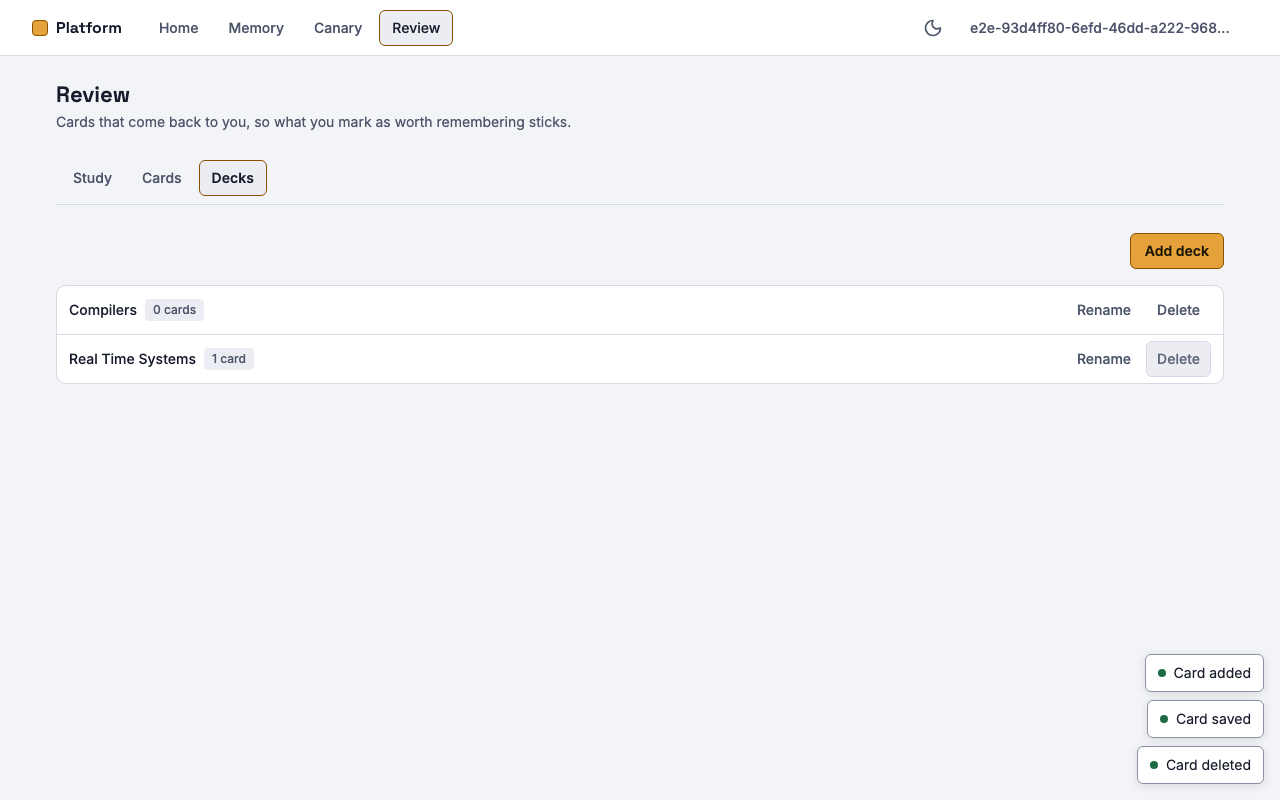 Platform Home Memory Canary Review e2e-93d4ff80-6efd-46dd-a222-968...
Review
Cards that come back to you, so what you mark as worth remembering sticks.
Study Cards Decks
Add deck
Compilers 0 cards Rename Delete
Real Time Systems 1 card Rename Delete
Card added
Card saved
Card deleted